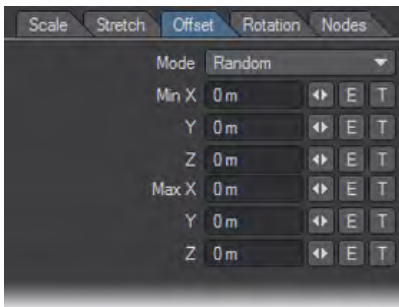 Scale Stretch Offset Rotation Nodes
Mode Random
Min X 0 m E T
Y 0 m E T
Z 0 m E T
Max X 0 m E T
Y 0 m E T
Z 0 m E T